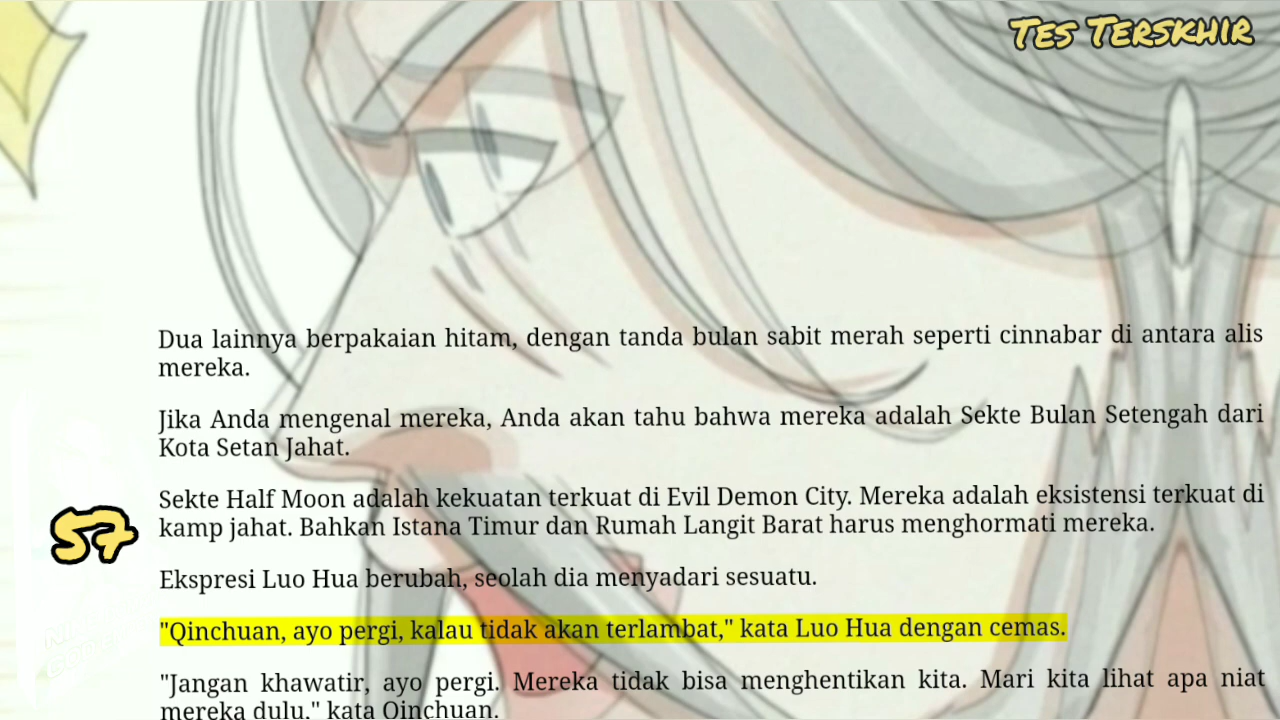 Tes Terskhir
Dua lainnya berpakaian hitam, dengan tanda bulan sabit merah seperti cinnabar di antara alis
mereka.
Jika Anda mengenal mereka, Anda akan tahu bahwa mereka adalah Sekte Bulan Setengah dari
Kota Setan Jahat.
Sekte Half Moon adalah kekuatan terkuat di Evil Demon City. Mereka adalah eksistensi terkuat di
kamp jahat. Bahkan Istana Timur dan Rumah Langit Barat harus menghormati mereka.
57
Ekspresi Luo Hua berubah, seolah dia menyadari sesuatu.
"Qinchuan, ayo pergi, kalau tidak akan terlambat," kata Luo Hua dengan cemas.
"Jangan khawatir, ayo pergi. Mereka tidak bisa menghentikan kita. Mari kita lihat apa niat
mereka dulu," kata Qinchuan.